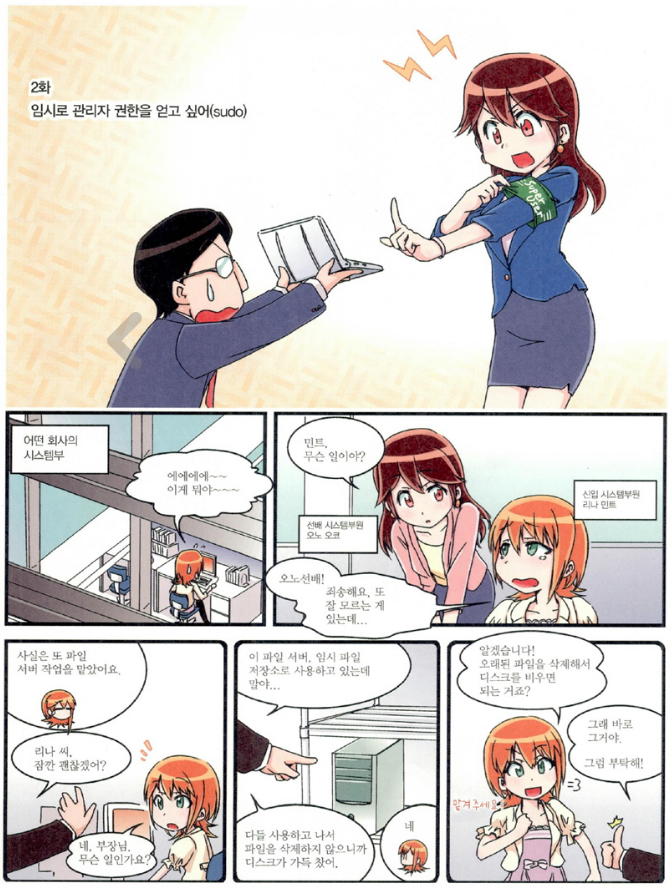 2화
임시로 관리자 권한을 얻고 싶어(sudo)
Super
User
어떤 회사의
시스템부
에에에에~~
이게 뭐야~~~
민트,
무슨 일이야?
선배 시스템부원
오노 요코
신입 시스템부원
리나 민트
오노선배!
죄송해요, 또
잘 모르는 게
있는데...
사실은 또 파일
서버 작업을 맡았어요.
리나 씨,
잠깐 괜찮겠어?
네, 부장님.
무슨 일인가요?
이 파일 서버, 임시 파일
저장소로 사용하고 있는데
말야...
다들 사용하고 나서
파일을 삭제하지 않으니까
디스크가 가득 찼어.
네
알겠습니다!
오래된 파일을 삭제해서
디스크를 비우면
되는 거죠?
그래 바로
그거야.
그럼 부탁해!
맡겨주세요